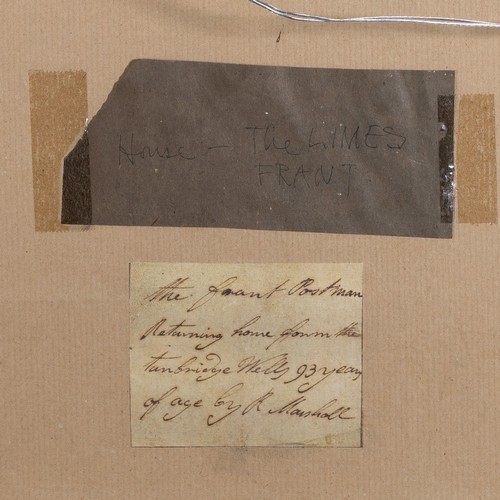 House - The LIMES
FRANT
the frant Postman
Returning home from the
tunbridge Wells 93 years
of age by R Marshall